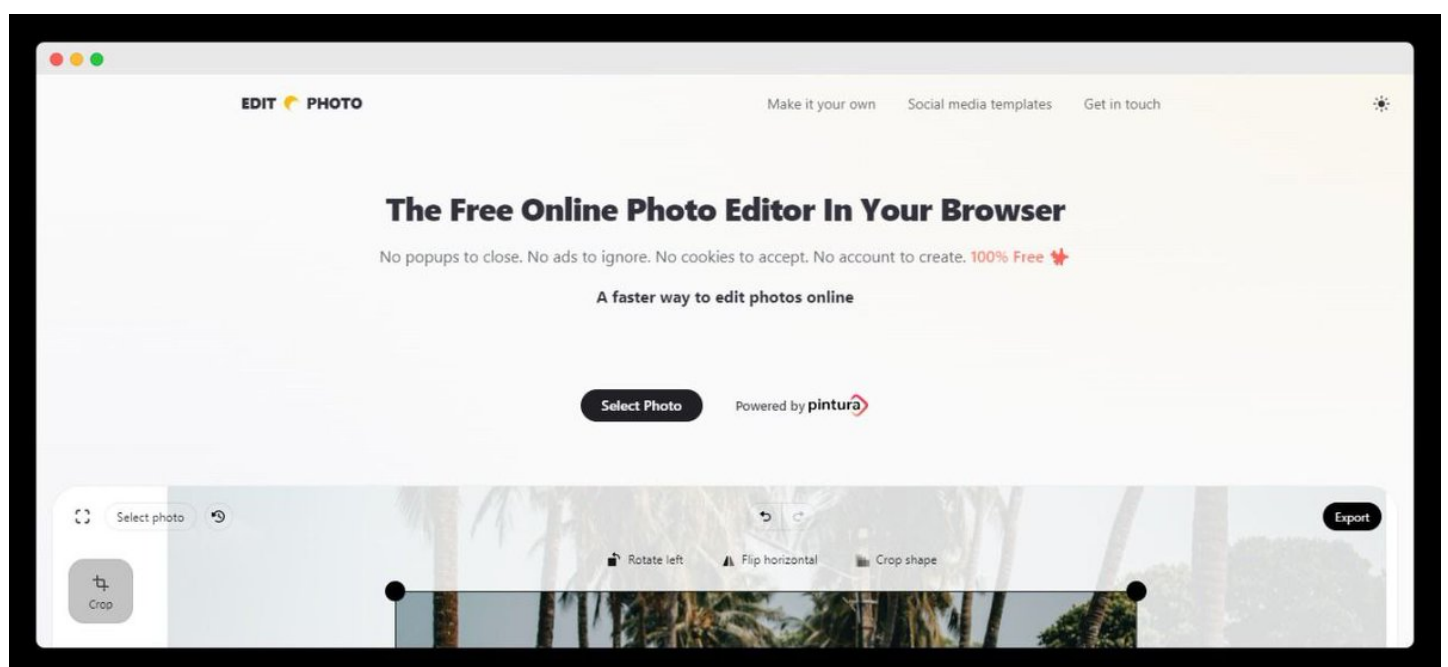 EDIT PHOTO
Make it your own Social media templates Get in touch
The Free Online Photo Editor In Your Browser
No popups to close. No ads to ignore. No cookies to accept. No account to create. 100% Free
A faster way to edit photos online
Select Photo Powered by pintura
Select photo Export
Rotate left Flip horizontal Crop shape
Crop